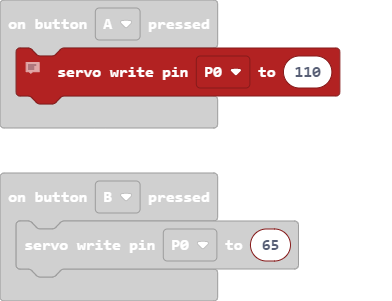 on button A pressed
servo write pin P0 to 110
on button B pressed
servo write pin P0 to 65